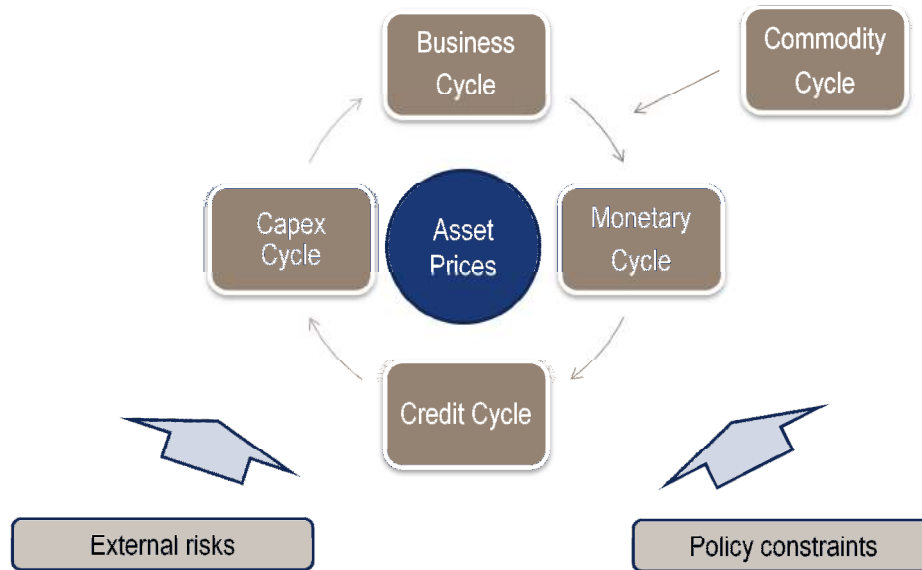 Business
Cycle
Commodity
Cycle
Capex
Cycle
Asset
Prices
Monetary
Cycle
Credit Cycle
External risks
Policy constraints